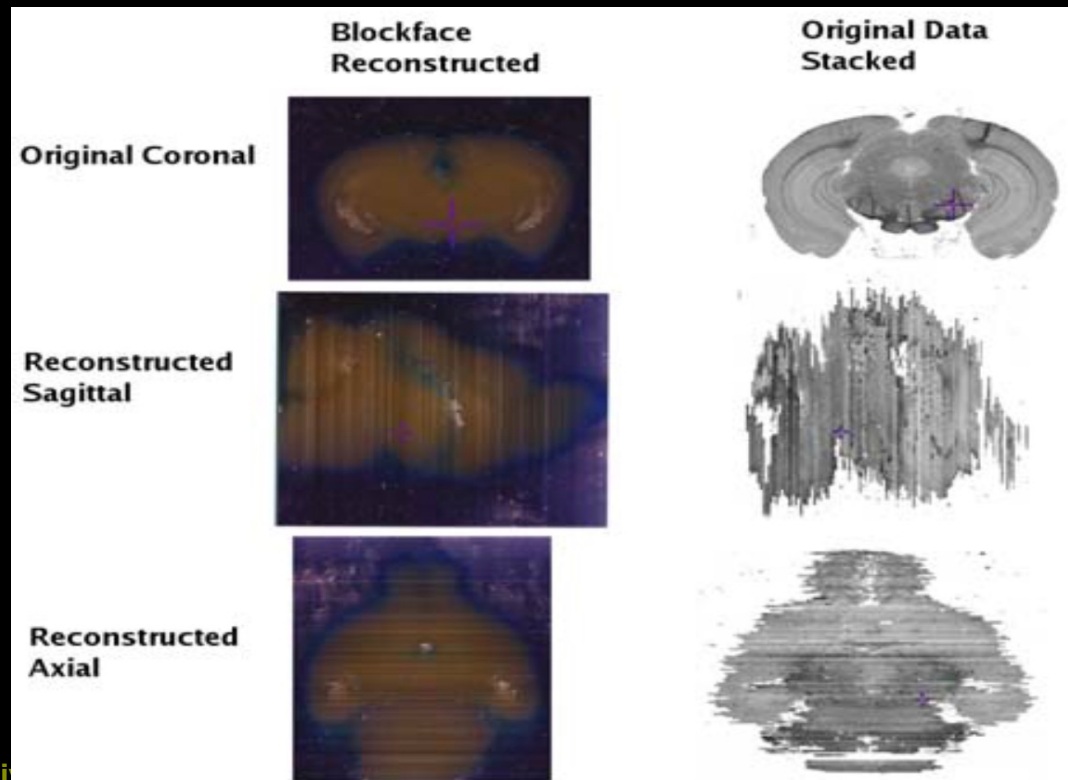 Blockface
Reconstructed
Original Data
Stacked
Original Coronal
Reconstructed
Sagittal
Reconstructed
Axial